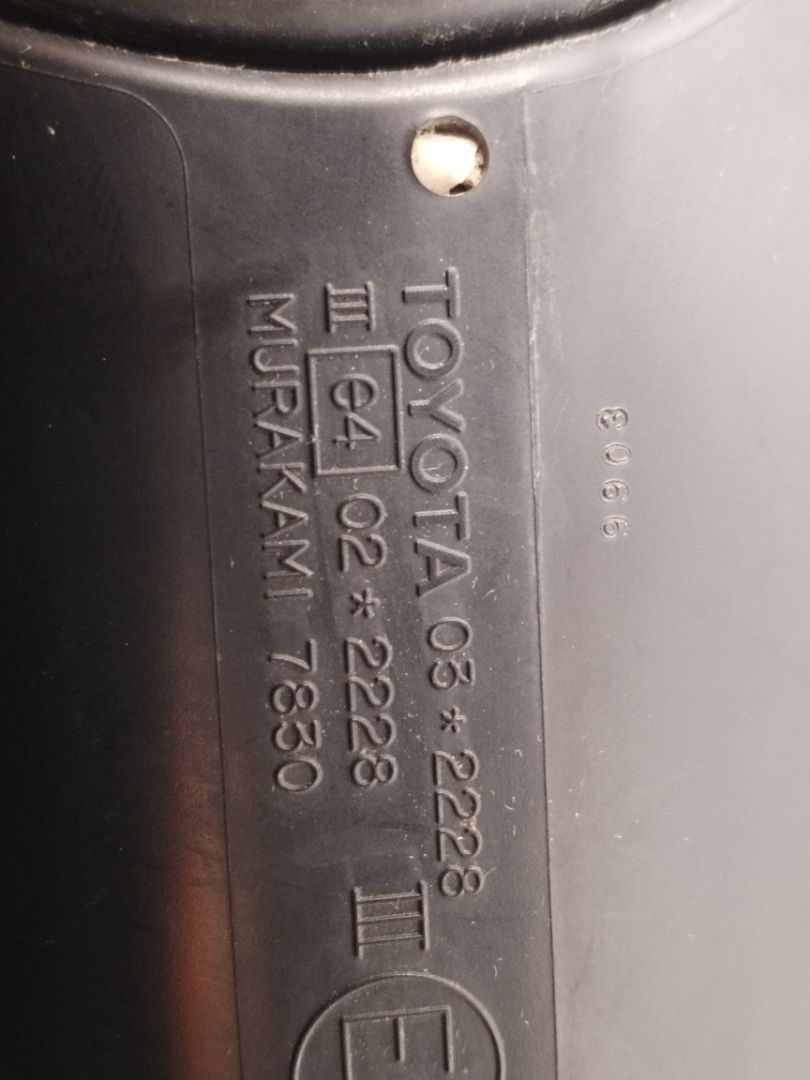 TOYOTA 03*2228
III e4 02*2228
MURAKAMI 7830
III E
8066